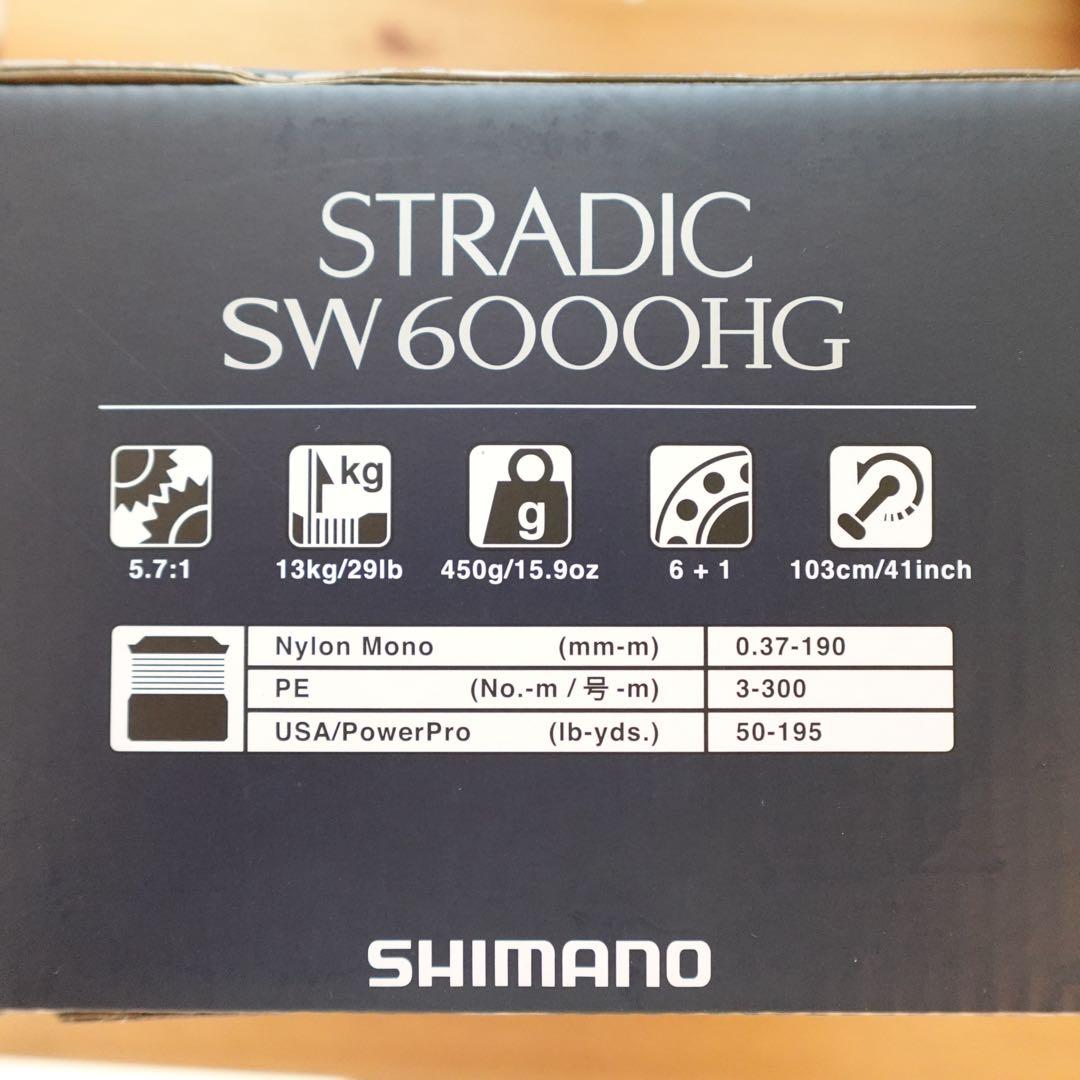 STRADIC
SW 6000HG
kg
g
5.7:1 13kg/29lb 450g/15.9oz 6 + 1 103cm/41inch
Nylon Mono (mm-m) 0.37-190
PE (No.-m / 号 -m) 3-300
USA/PowerPro (lb-yds.) 50-195
SHIMANO